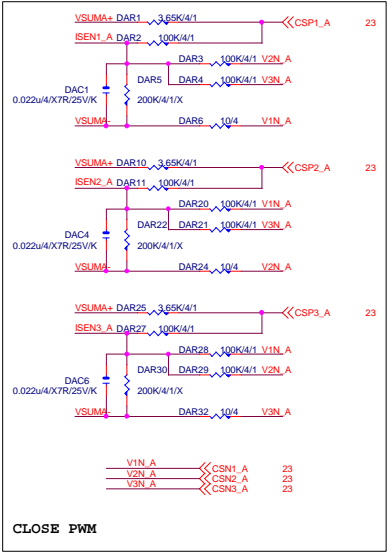 VSUMA+ DAR1 3.65K/4/1 CSP1_A 23
ISEN1_A DAR2 100K/4/1
DAR3 100K/4/1 V2N_A
DAC1 DAR5 DAR4 100K/4/1 V3N_A
0.022u/4/X7R/25V/K 200K/4/1/X
VSUMA- DAR6 10/4 V1N_A
VSUMA+ DAR10 3.65K/4/1 CSP2_A 23
ISEN2_A DAR11 100K/4/1
DAR20 100K/4/1 V1N_A
DAC4 DAR22 DAR21 100K/4/1 V3N_A
0.022u/4/X7R/25V/K 200K/4/1/X
VSUMA- DAR24 10/4 V2N_A
VSUMA+ DAR25 3.65K/4/1 CSP3_A 23
ISEN3_A DAR27 100K/4/1
DAR28 100K/4/1 V1N_A
DAC6 DAR30 DAR29 100K/4/1 V2N_A
0.022u/4/X7R/25V/K 200K/4/1/X
VSUMA- DAR32 10/4 V3N_A
V1N_A CSN1_A 23
V2N_A CSN2_A 23
V3N_A CSN3_A 23
CLOSE PWM